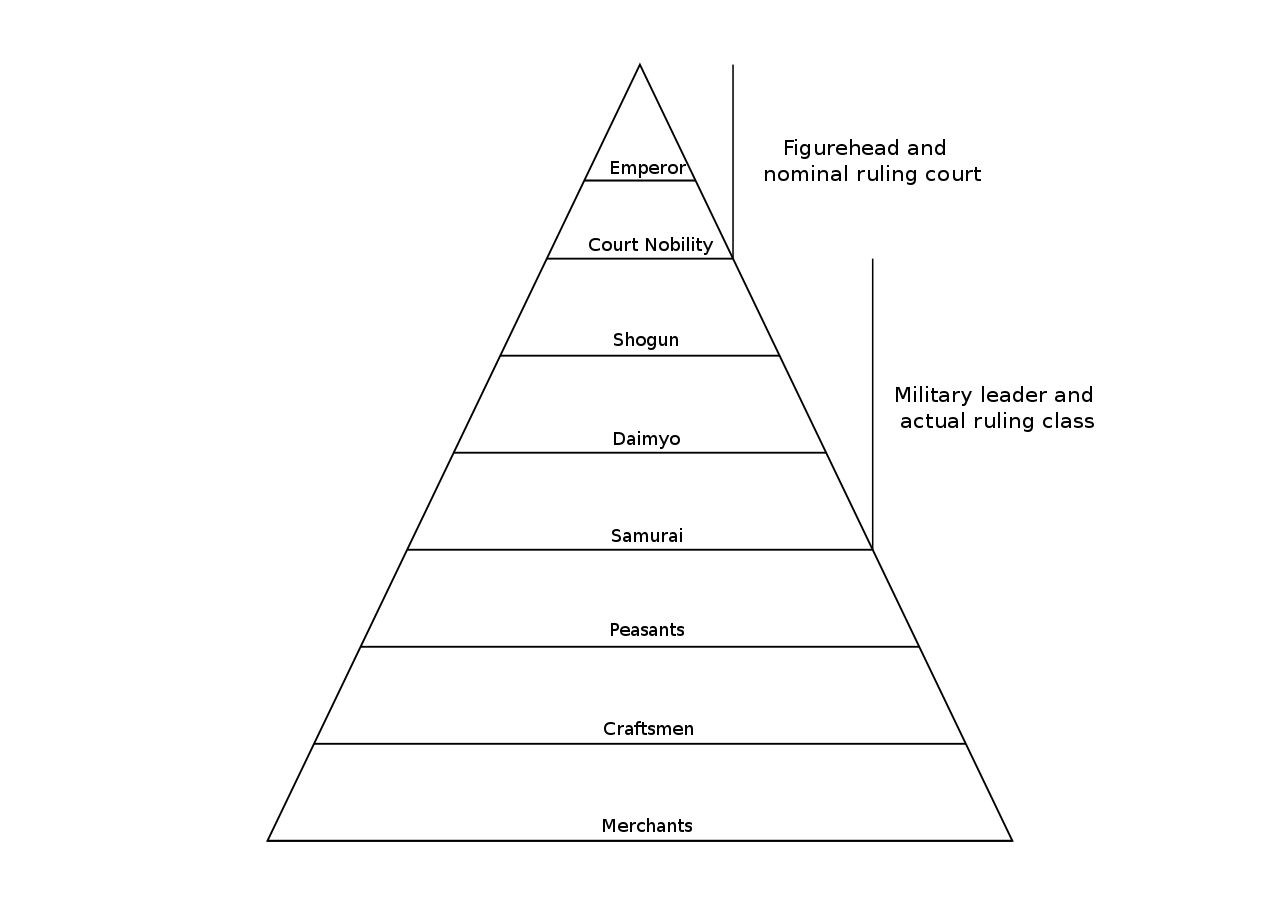 Emperor
Figurehead and
nominal ruling court
Court Nobility
Shogun
Daimyo
Military leader and
actual ruling class
Samurai
Peasants
Craftsmen
Merchants